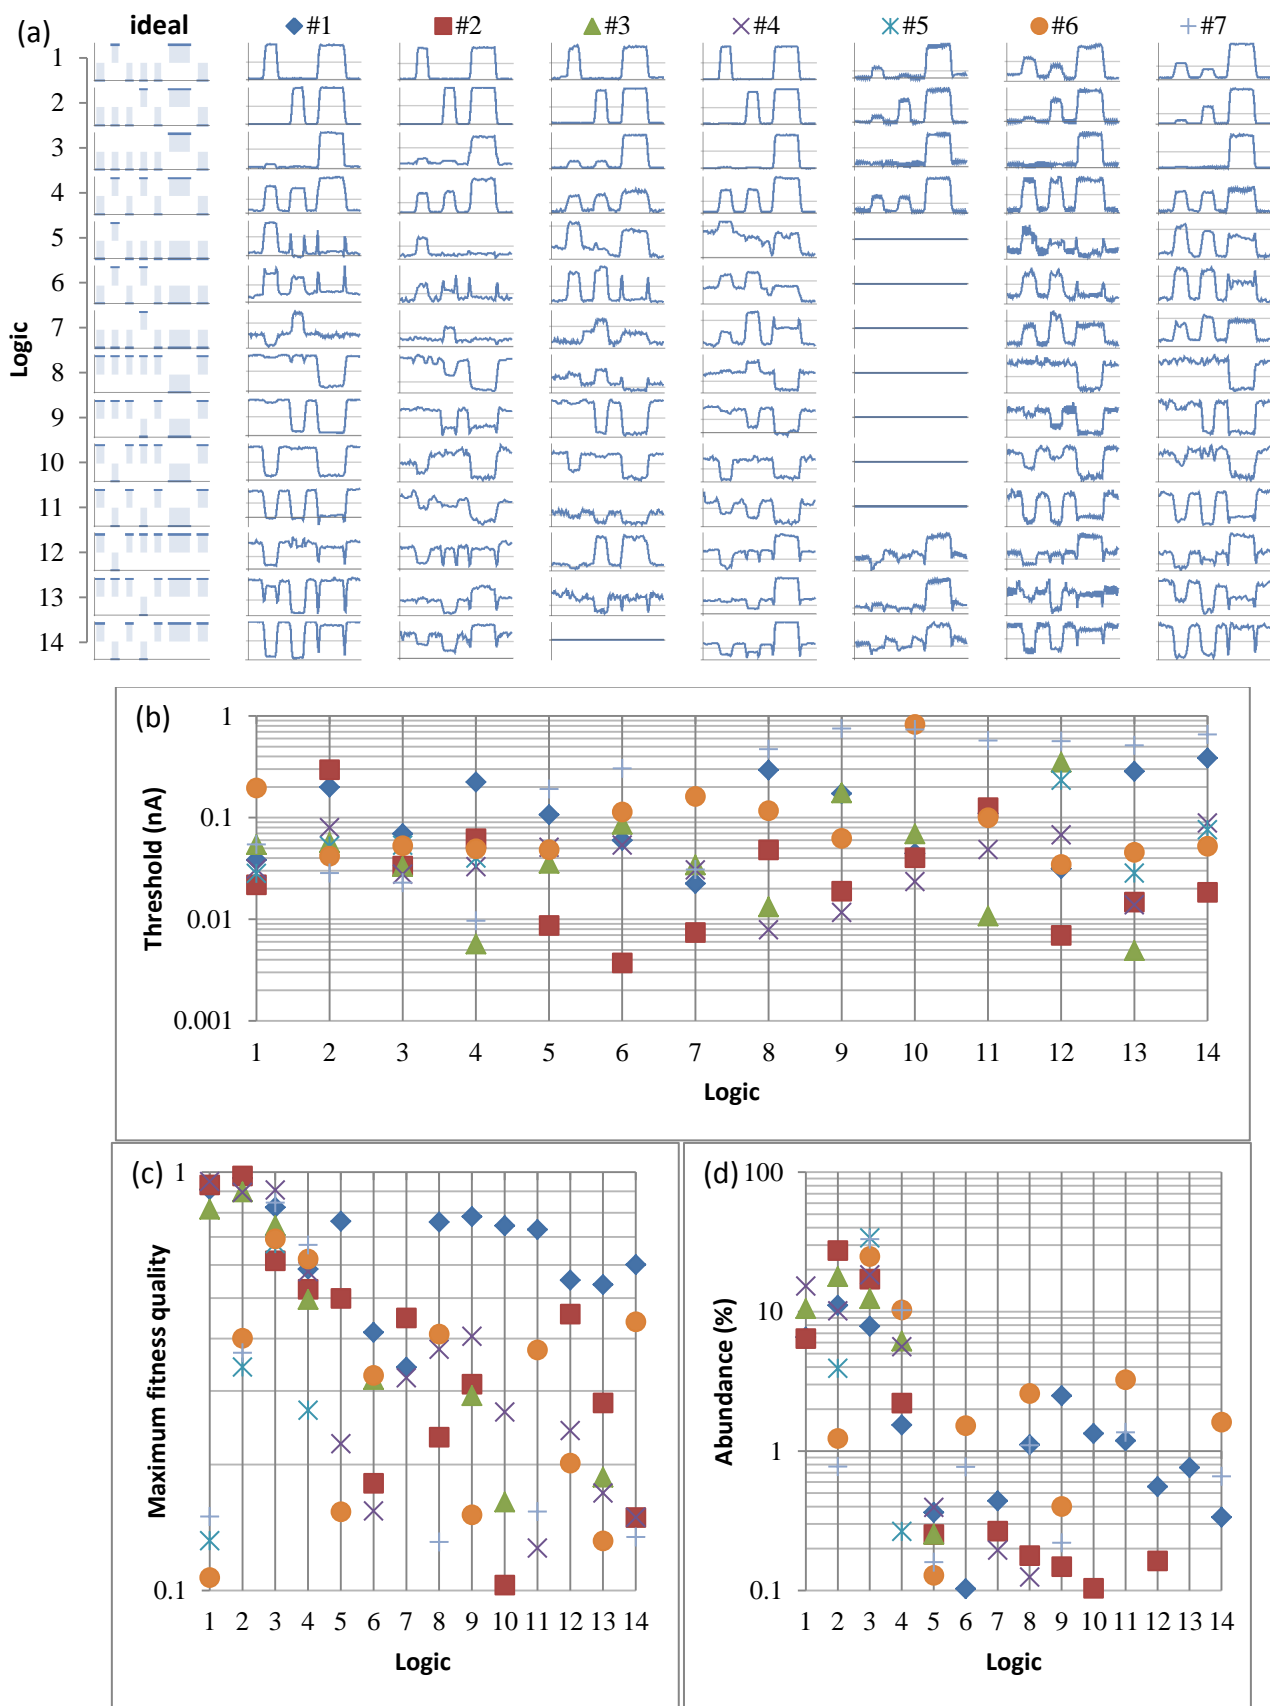 (a) ideal #1 #2 #3 #4 #5 #6 #7
1
2
3
4
5
6
7
8
9
10
11
12
13
14
Logic
(b)
Threshold (nA)
1
0.1
0.01
0.001
1 2 3 4 5 6 7 8 9 10 11 12 13 14
Logic
(c)
Maximum fitness quality
1
0.1
1 2 3 4 5 6 7 8 9 10 11 12 13 14
Logic
(d)
Abundance (%)
100
10
1
0.1
1 2 3 4 5 6 7 8 9 10 11 12 13 14
Logic